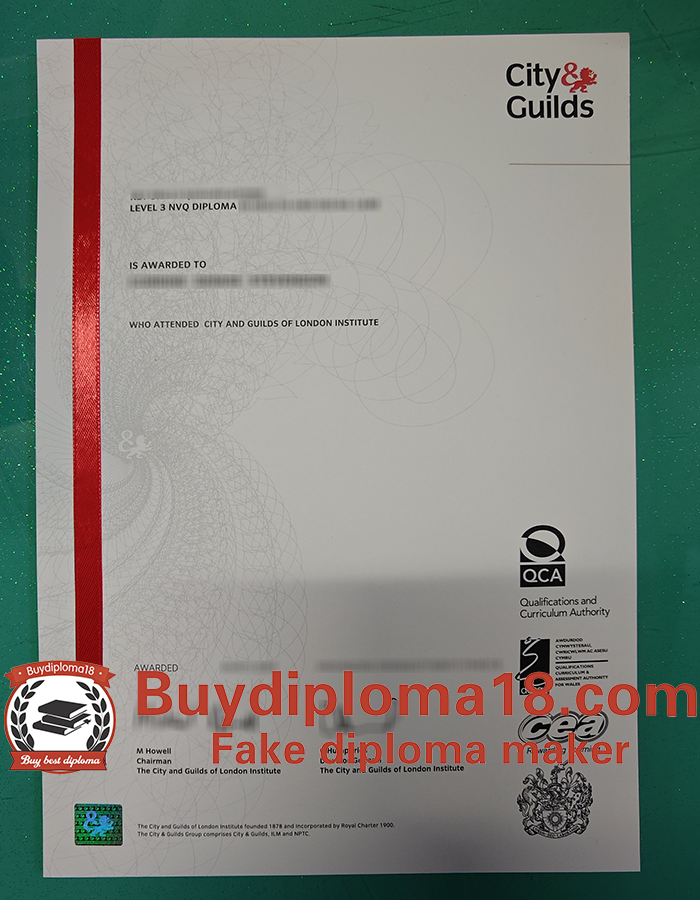 City&
Guilds
LEVEL 3 NVQ DIPLOMA
IS AWARDED TO
WHO ATTENDED CITY AND GUILDS OF LONDON INSTITUTE
QCA
Qualifications and
Curriculum Authority
AWDURDOD
CYMWYSTERAU,
CWRICWLWM AC ASESU
CYMRU
QUALIFICATIONS
CURRICULUM &
ASSESSMENT AUTHORITY
FOR WALES
AWARDED
Buydiploma18
Buy best diploma
Buydiploma18.com
Fake diploma maker
cea
M Howell
Chairman
The City and Guilds of London Institute
The City and Guilds of London Institute
&
The City and Guilds of London Institute founded 1878 and incorporated by Royal Charter 1900.
The City & Guilds Group comprises City & Guilds, ILM and NPTC.